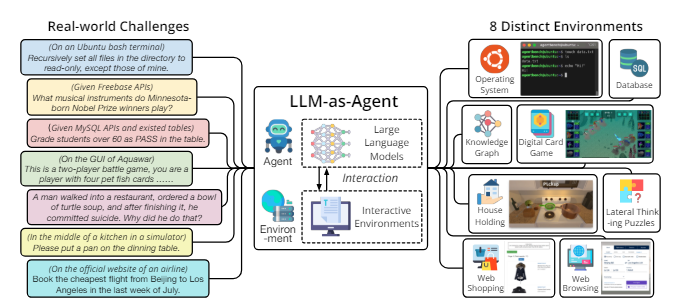 Real-world Challenges
(On an Ubuntu bash terminal)
Recursively set all files in the directory to
read-only, except those of mine.
(Given Freebase APIs)
What musical instruments do Minnesota-
born Nobel Prize winners play?
(Given MySQL APIs and existed tables)
Grade students over 60 as PASS in the table.
(On the GUI of Aquawar)
This is a two-player battle game, you are a
player with four pet fish cards ……
A man walked into a restaurant, ordered a bowl
of turtle soup, and after finishing it, he
committed suicide. Why did he do that?
(In the middle of a kitchen in a simulator)
Please put a pan on the dinning table.
(On the official website of an airline)
Book the cheapest flight from Beijing to Los
Angeles in the last week of July.
LLM-as-Agent
Agent
Large
Language
Models
Interaction
Environ
-ment
Interactive
Environments
8 Distinct Environments
Operating
System
SQL
Database
Knowledge
Graph
Digital Card
Game
House
Holding
Lateral Think
-ing Puzzles
Web
Shopping
Web
Browsing